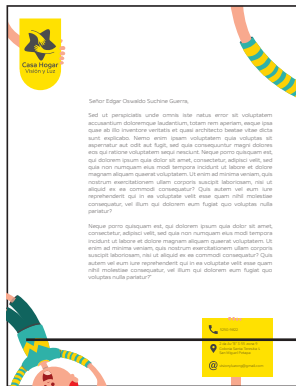 Casa Hogar
Visión y Luz
Señor Edgar Oswaldo Suchine Guerra,
Sed ut perspiciatis unde omnis iste natus error sit voluptatem
accusantium doloremque laudantium, totam rem aperiam, eaque ipsa
quae ab illo inventore veritatis et quasi architecto beatae vitae dicta
sunt explicabo. Nemo enim ipsam voluptatem quia voluptas sit
aspernatur aut odit aut fugit, sed quia consequuntur magni dolores
eos qui ratione voluptatem sequi nesciunt. Neque porro quisquam est,
qui dolorem ipsum quia dolor sit amet, consectetur, adipisci velit, sed
quia non numquam eius modi tempora incidunt ut labore et dolore
magnam aliquam quaerat voluptatem. Ut enim ad minima veniam, quis
nostrum exercitationem ullam corporis suscipit laboriosam, nisi ut
aliquid ex ea commodi consequatur? Quis autem vel eum iure
reprehenderit qui in ea voluptate velit esse quam nihil molestiae
consequatur, vel illum qui dolorem eum fugiat quo voluptas nulla
pariatur?
Neque porro quisquam est, qui dolorem ipsum quia dolor sit amet,
consectetur, adipisci velit, sed quia non numquam eius modi tempora
incidunt ut labore et dolore magnam aliquam quaerat voluptatem. Ut
enim ad minima veniam, quis nostrum exercitationem ullam corporis
suscipit laboriosam, nisi ut aliquid ex ea commodi consequatur? Quis
autem vel eum iure reprehenderit qui in ea voluptate velit esse quam
nihil molestiae consequatur, vel illum qui dolorem eum fugiat quo
voluptas nulla pariatur?"